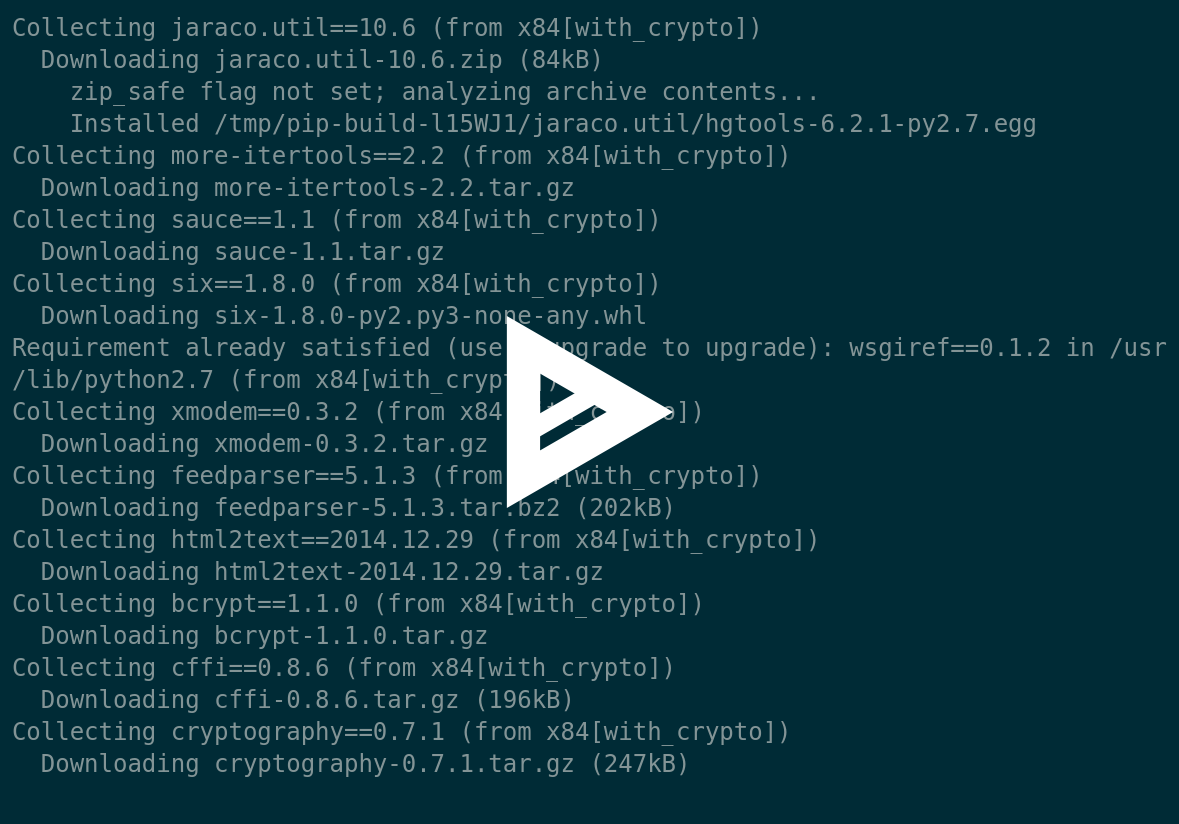 Collecting jaraco.util==10.6 (from x84[with_crypto])
Downloading jaraco.util-10.6.zip (84kB)
zip_safe flag not set; analyzing archive contents...
Installed /tmp/pip-build-l15WJ1/jaraco.util/hgtools-6.2.1-py2.7.egg
Collecting more-itertools==2.2 (from x84[with_crypto])
Downloading more-itertools-2.2.tar.gz
Collecting sauce==1.1 (from x84[with_crypto])
Downloading sauce-1.1.tar.gz
Collecting six==1.8.0 (from x84[with_crypto])
Downloading six-1.8.0-py2.py3-none-any.whl
Requirement already satisfied (use upgrade to upgrade): wsgiref==0.1.2 in /usr
/lib/python2.7 (from x84[with_crypto])
Collecting xmodem==0.3.2 (from x84[with_crypto])
Downloading xmodem-0.3.2.tar.gz
Collecting feedparser==5.1.3 (from x84[with_crypto])
Downloading feedparser-5.1.3.tar.bz2 (202kB)
Collecting html2text==2014.12.29 (from x84[with_crypto])
Downloading html2text-2014.12.29.tar.gz
Collecting bcrypt==1.1.0 (from x84[with_crypto])
Downloading bcrypt-1.1.0.tar.gz
Collecting cffi==0.8.6 (from x84[with_crypto])
Downloading cffi-0.8.6.tar.gz (196kB)
Collecting cryptography==0.7.1 (from x84[with_crypto])
Downloading cryptography-0.7.1.tar.gz (247kB)